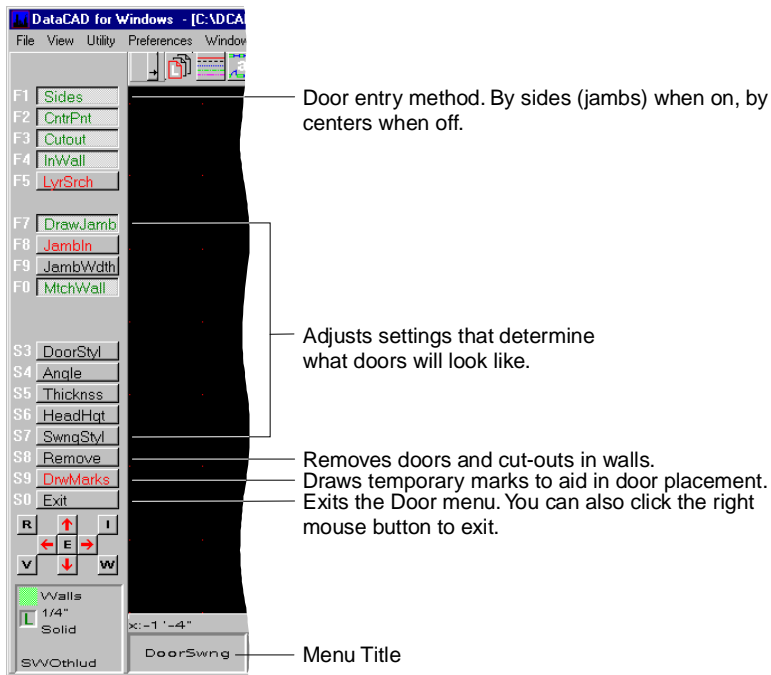 DataCAD for Windows - [C:\DCA
File View Utility Preferences Window
F1 Sides
F2 CntrPnt
F3 Cutout
F4 InWall
F5 LyrSrch
F7 DrawJamb
F8 JambIn
F9 JambWdth
F0 MtchWall
S3 DoorStyl
S4 Angle
S5 Thicknss
S6 HeadHgt
S7 SwngStyl
S8 Remove
S9 DrwMarks
S0 Exit
R I
E
V W
Walls
L 1/4"
Solid
SWOthlud
x:-1'-4"
DoorSwng
Door entry method. By sides (jambs) when on, by
centers when off.
Adjusts settings that determine
what doors will look like.
Removes doors and cut-outs in walls.
Draws temporary marks to aid in door placement.
Exits the Door menu. You can also click the right
mouse button to exit.
Menu Title